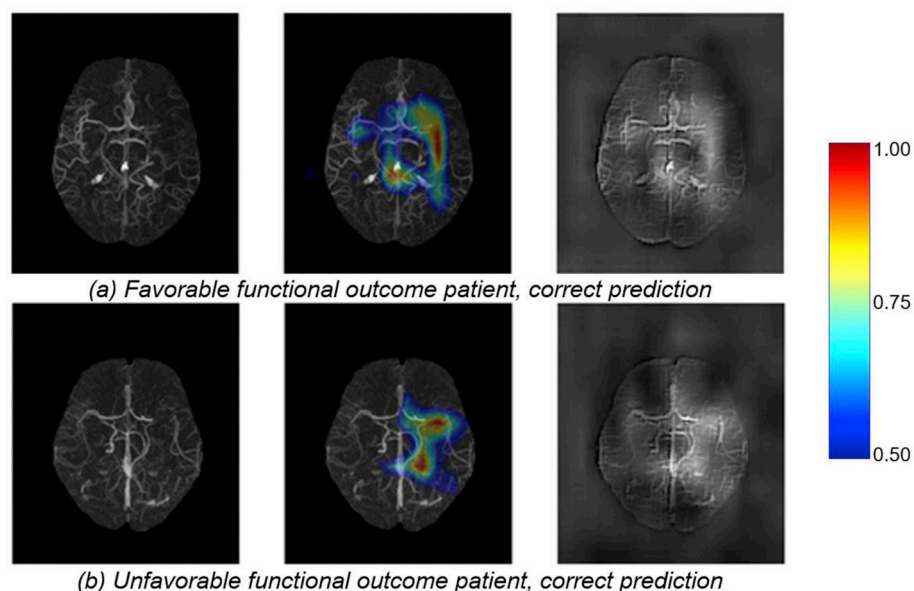 1.00
0.75
0.50
(a) Favorable functional outcome patient, correct prediction
(b) Unfavorable functional outcome patient, correct prediction